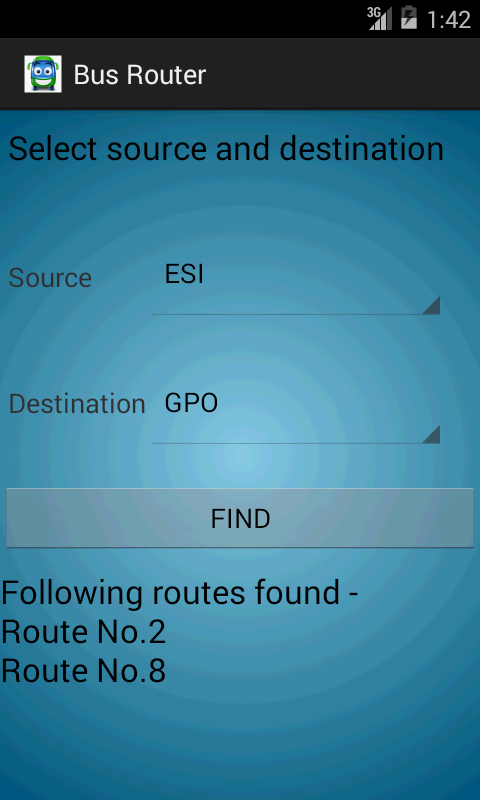 3G 1:42
Bus Router
Select source and destination
Source ESI
Destination GPO
FIND
Following routes found -
Route No.2
Route No.8